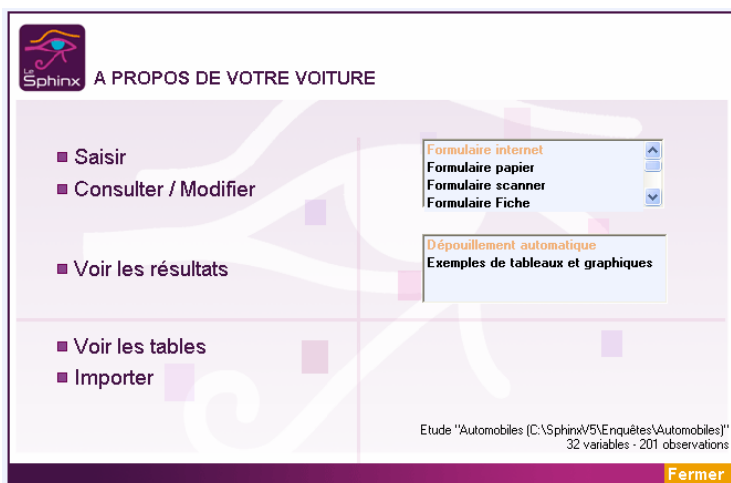 Le
Sphinx
A PROPOS DE VOTRE VOITURE
Saisir
Consulter / Modifier
Formulaire internet
Formulaire papier
Formulaire scanner
Formulaire Fiche
Voir les résultats
Dépouillement automatique
Exemples de tableaux et graphiques
Voir les tables
Importer
Etude "Automobiles (C:\SphinxV5\Enquêtes\Automobiles)"
32 variables - 201 observations
Fermer